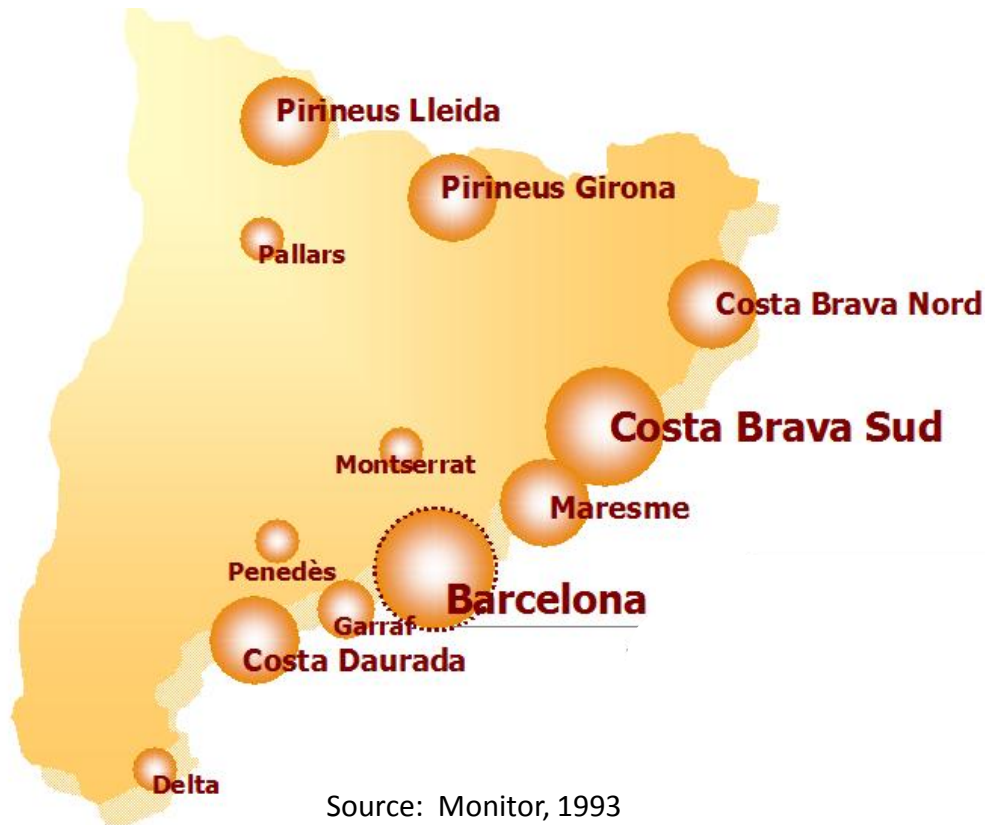 Pirineus Lleida
Pirineus Girona
Pallars
Costa Brava Nord
Costa Brava Sud
Montserrat
Maresme
Penedès
Barcelona
Garraf
Costa Daurada
Delta
Source: Monitor, 1993